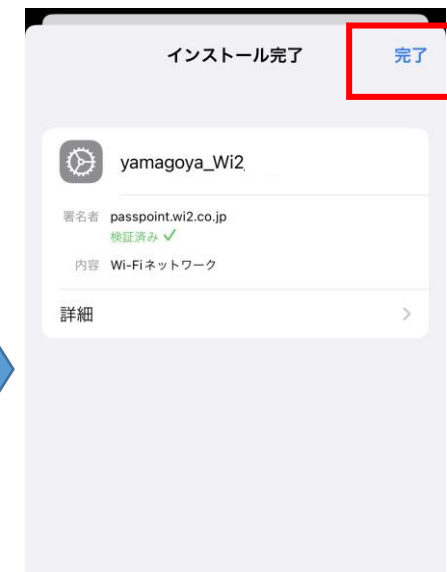 インストール完了
完了
yamagoya_Wi2
署名者 passpoint.wi2.co.jp
検証済み ✓
内容 Wi-Fiネットワーク
詳細